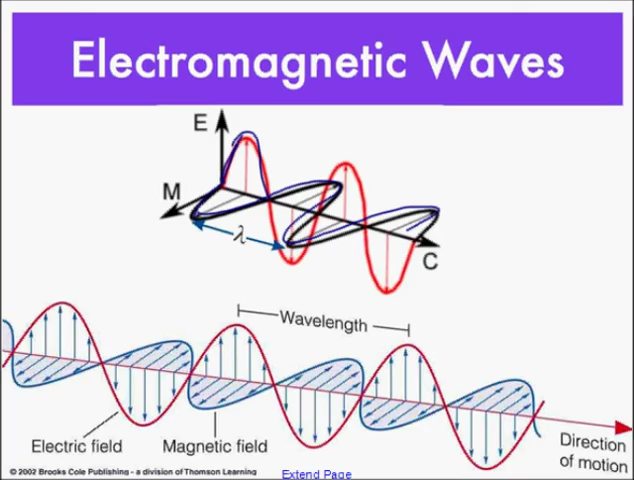 Electromagnetic Waves
E
M
λ
C
Wavelength
Electric field
Magnetic field
Direction
of motion
© 2002 Brooks Cole Publishing - a division of Thomson Learning
Extend Page